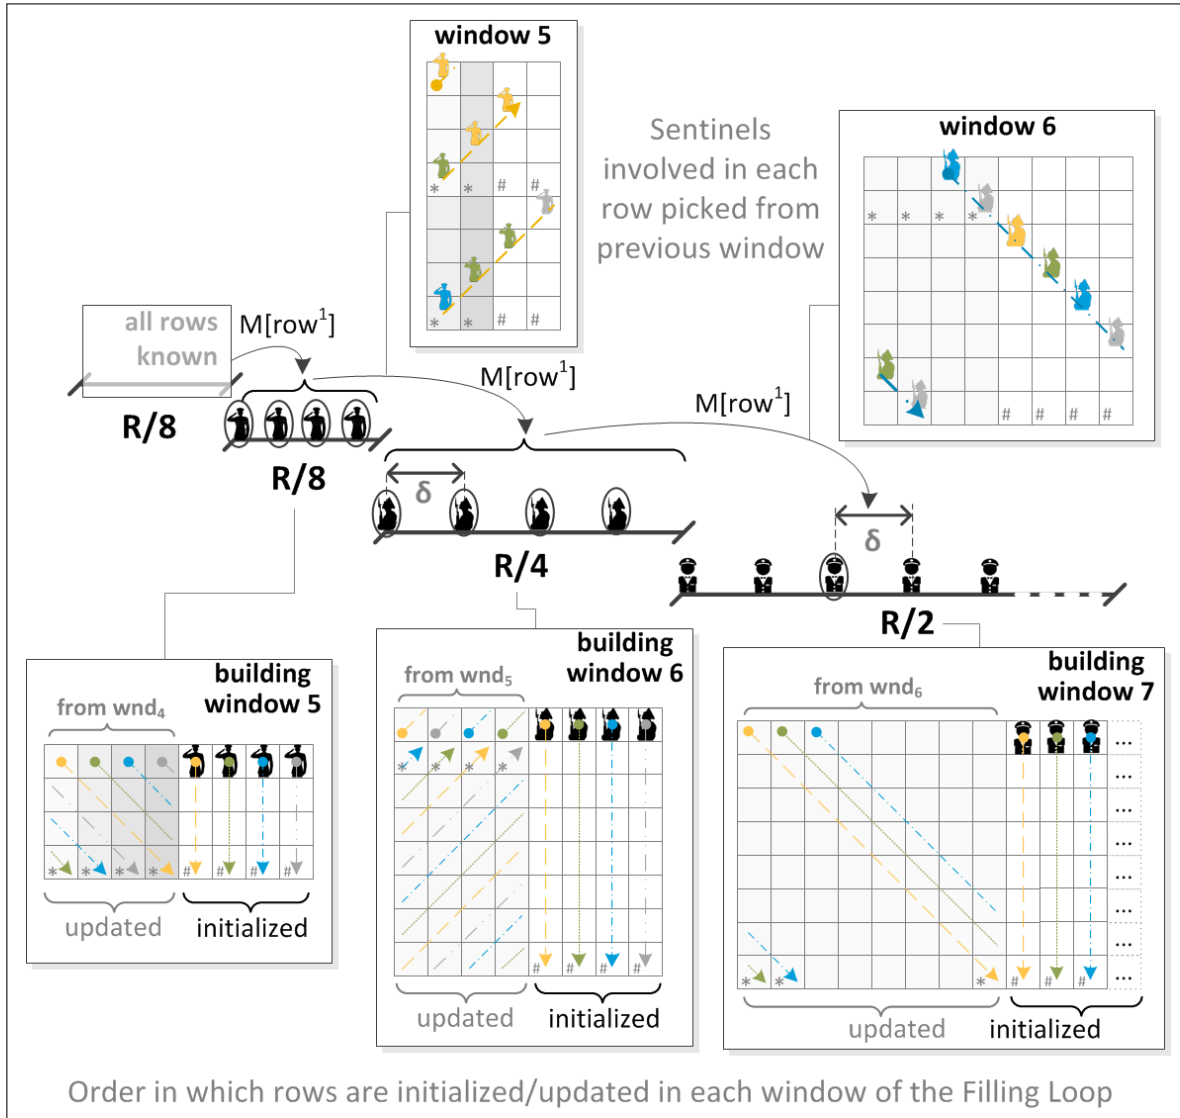 window 5
* * # #
* * # #
Sentinels
involved in each
row picked from
previous window
window 6
* * * *
# # # #
all rows
known
M[row¹]
R/8
R/8
M[row¹]
δ
R/4
M[row¹]
δ
R/2
building
window 5
from wnd₄
* * * * # # # #
updated
initialized
building
window 6
from wnd₅
* * * *
# # # #
updated
initialized
building
window 7
from wnd₆
...
...
...
...
...
...
...
* * * # # # ...
updated
initialized
Order in which rows are initialized/updated in each window of the Filling Loop